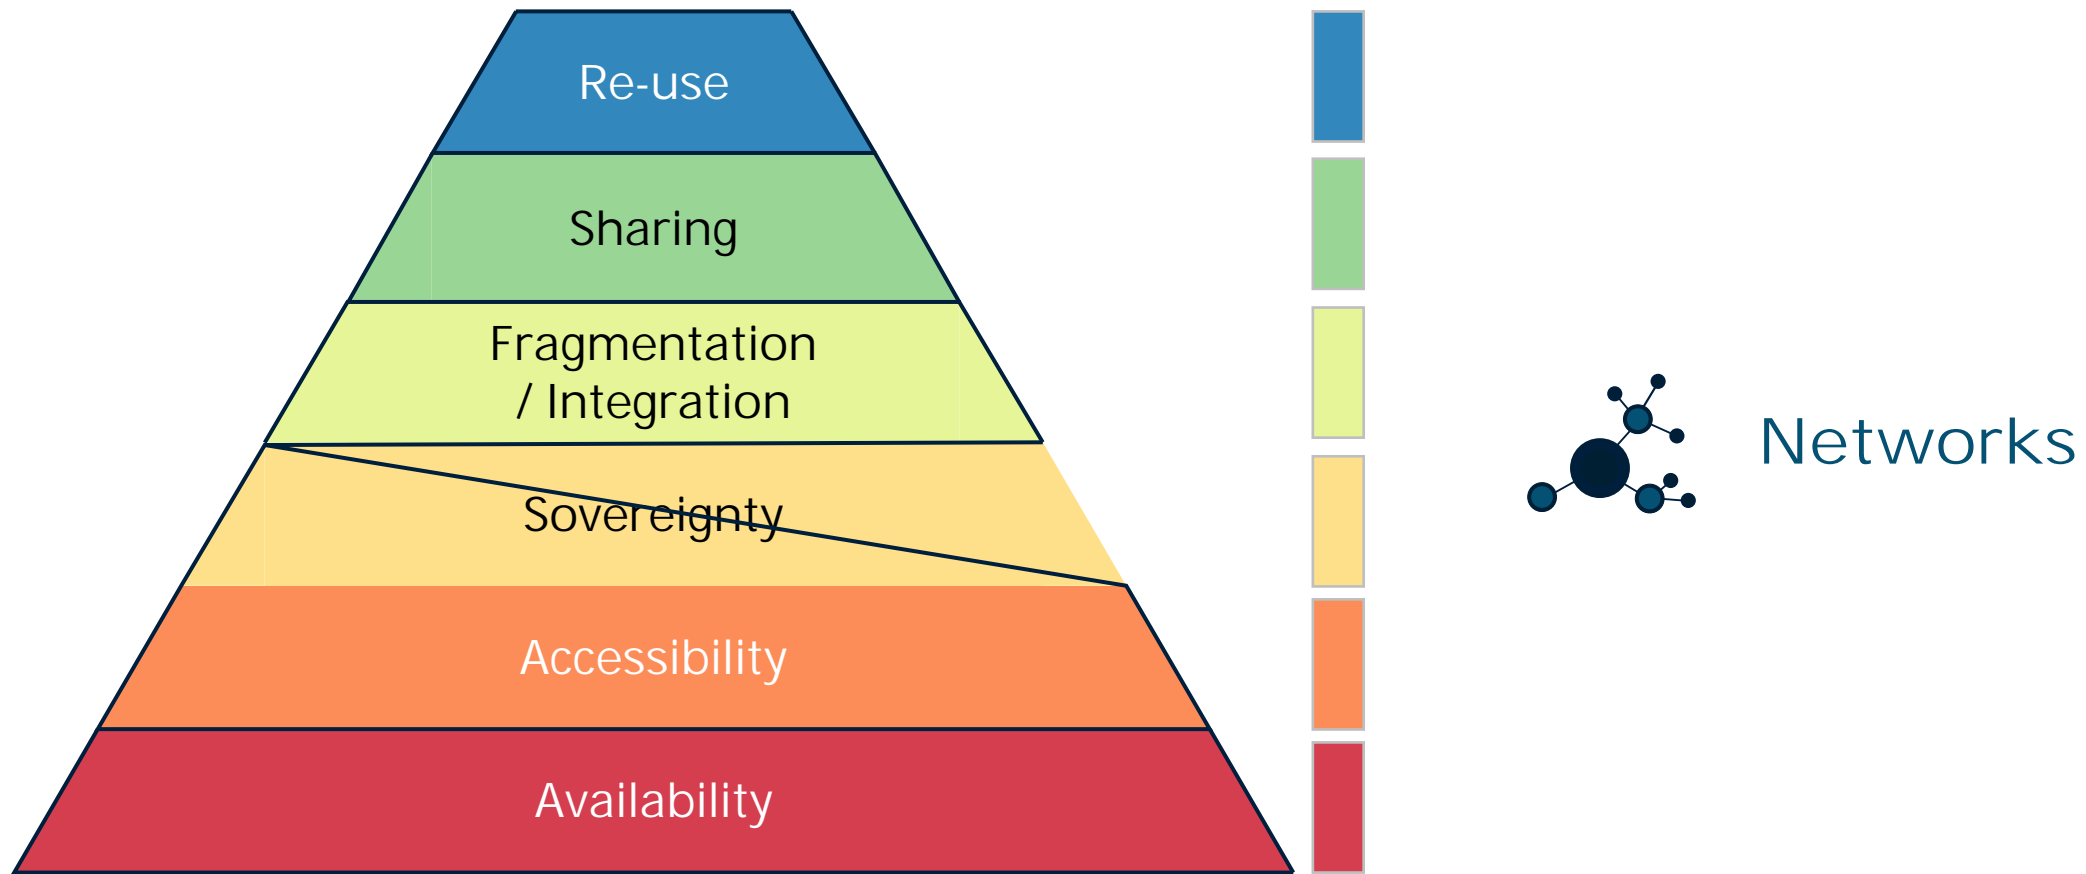 Re-use
Sharing
Fragmentation
/ Integration
Sovereignty
Accessibility
Availability
Networks